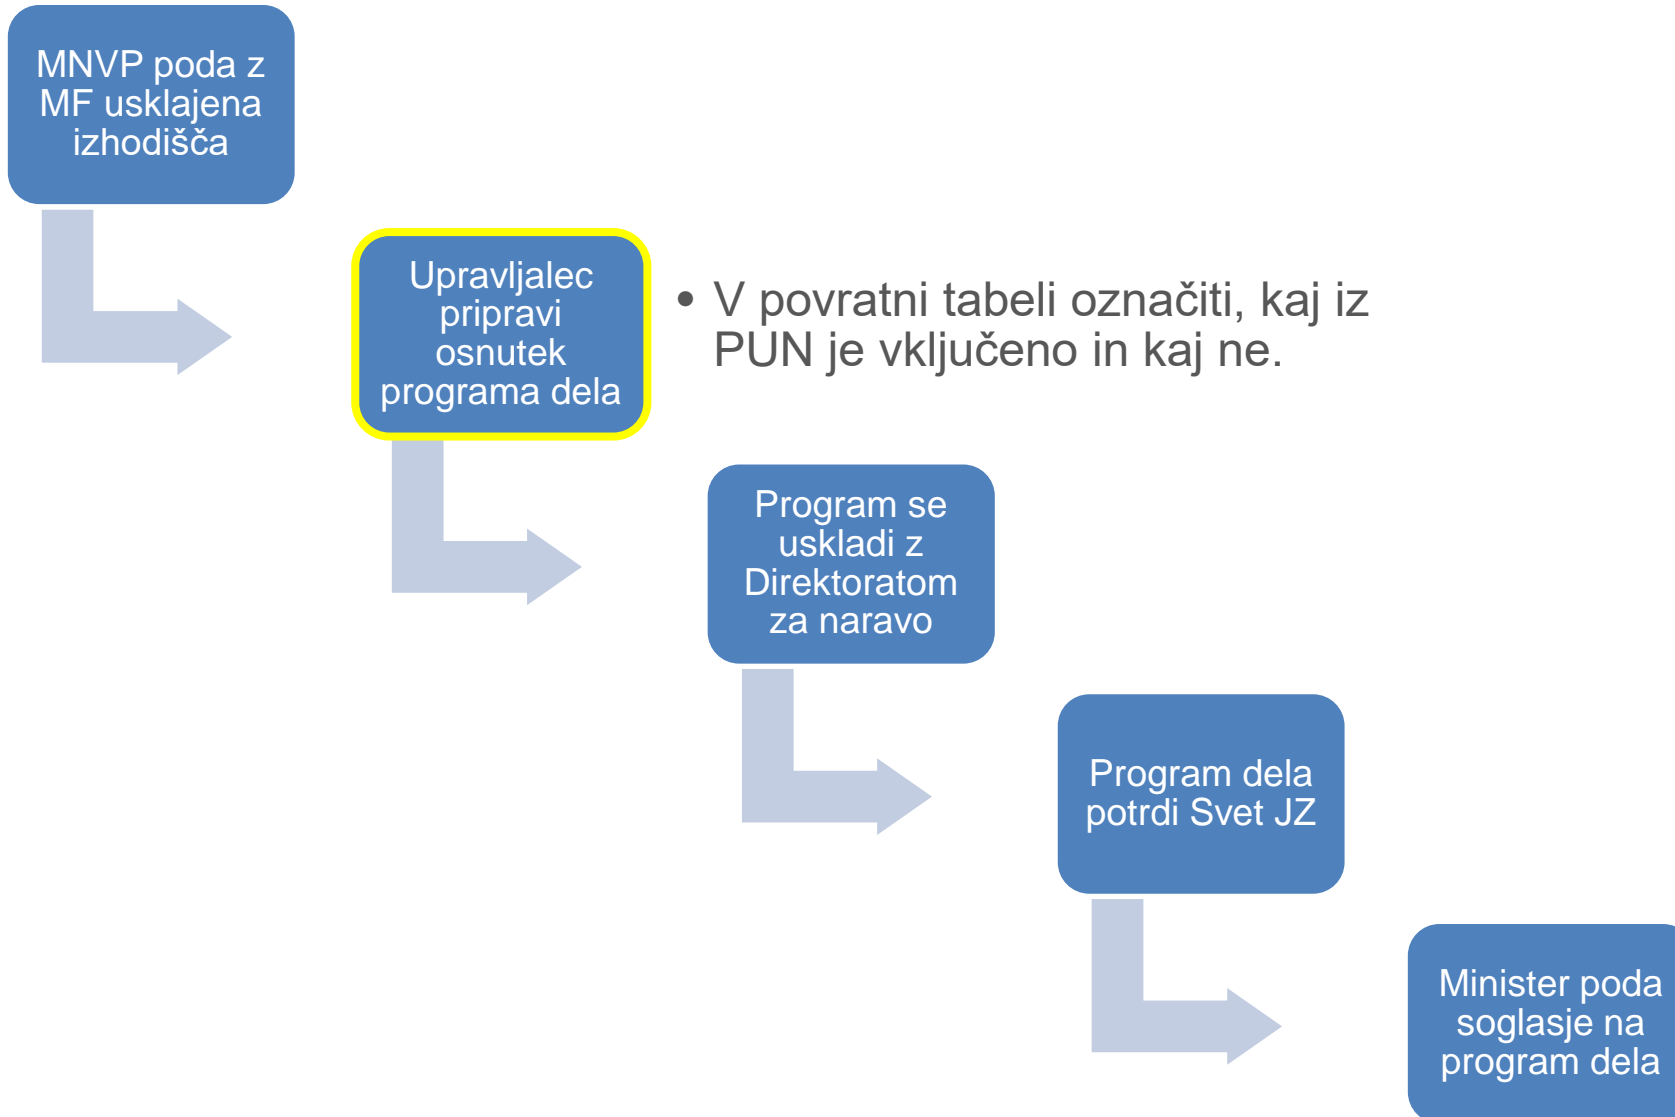 MNVP poda z
MF usklajena
izhodišča
Upravljalec
pripravi
osnutek
programa dela
• V povratni tabeli označiti, kaj iz
PUN je vključeno in kaj ne.
Program se
uskladi z
Direktoratom
za naravo
Program dela
potrdi Svet JZ
Minister poda
soglasje na
program dela